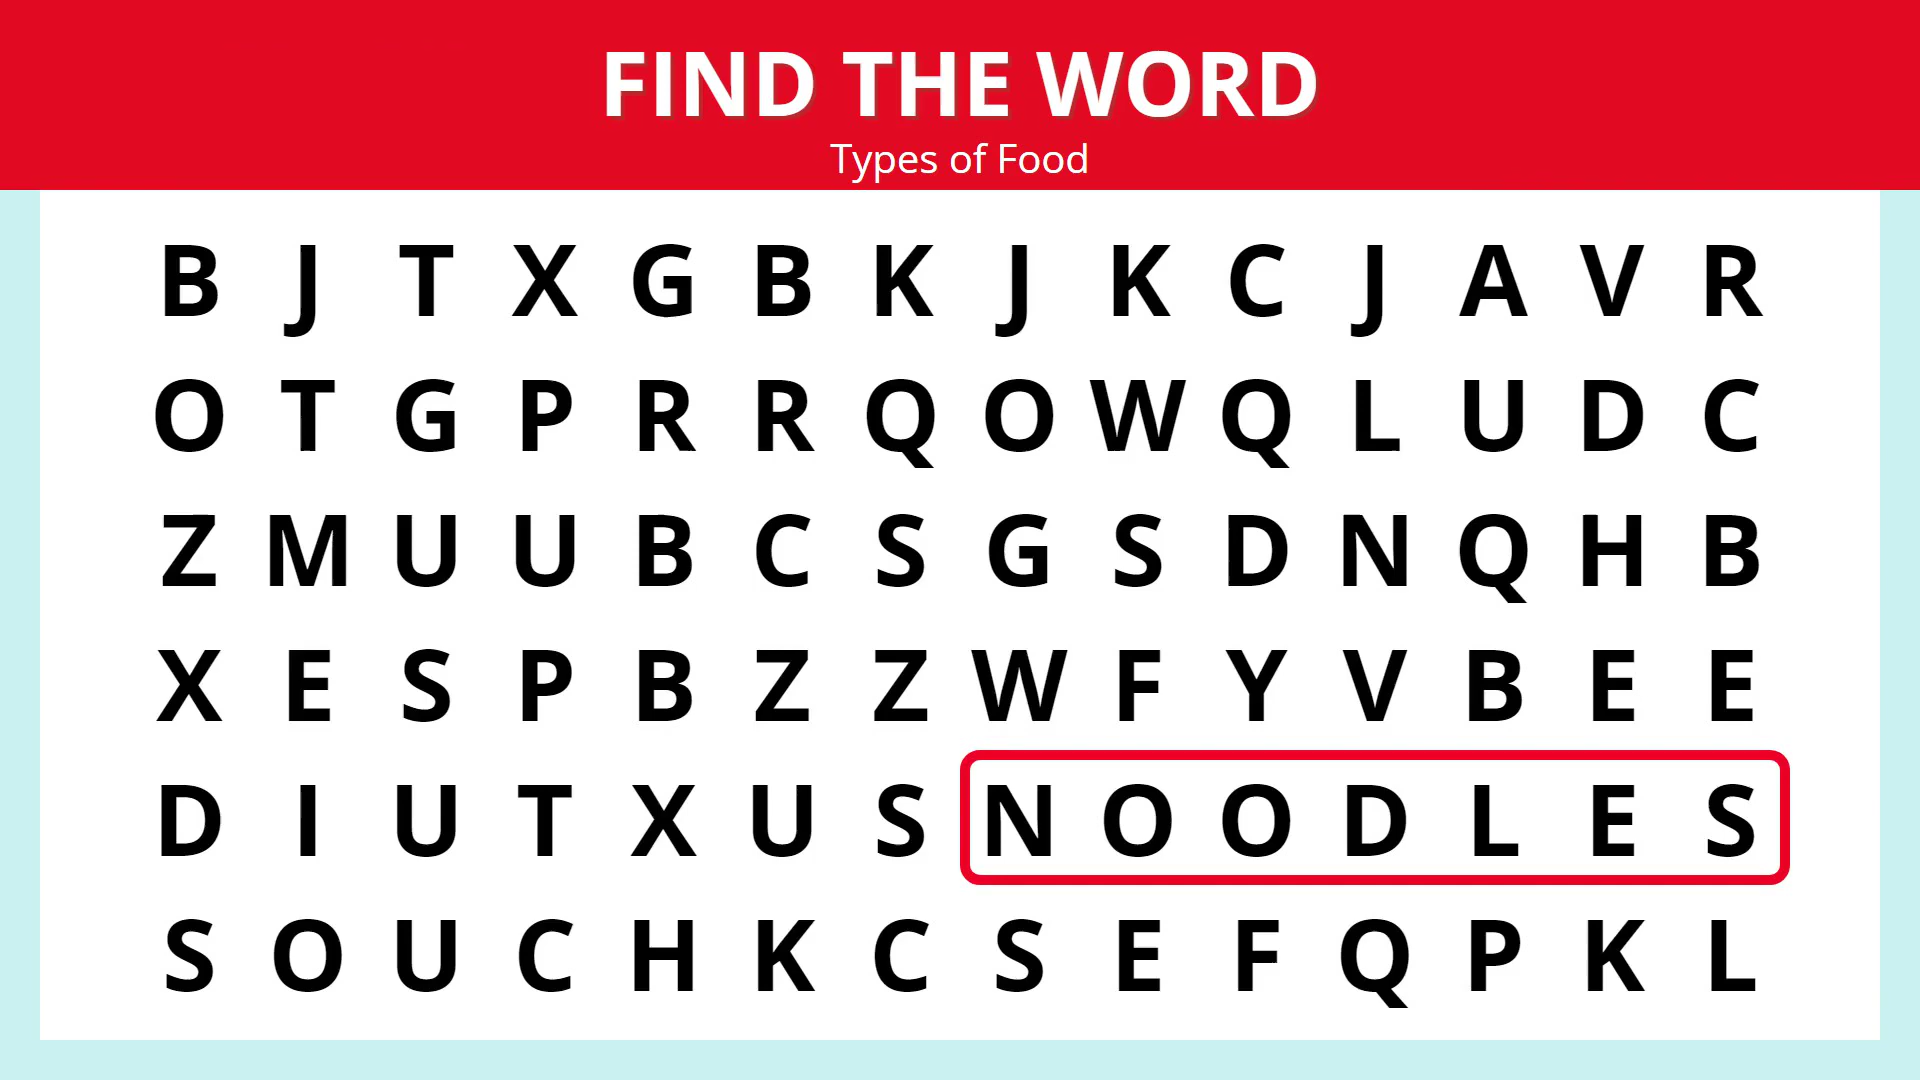 FIND THE WORD
Types of Food
B J T X G B K J K C J A V R
O T G P R R Q O W Q L U D C
Z M U U B C S G S D N Q H B
X E S P B Z Z W F Y V B E E
D I U T X U S N O O D L E S
S O U C H K C S E F Q P K L